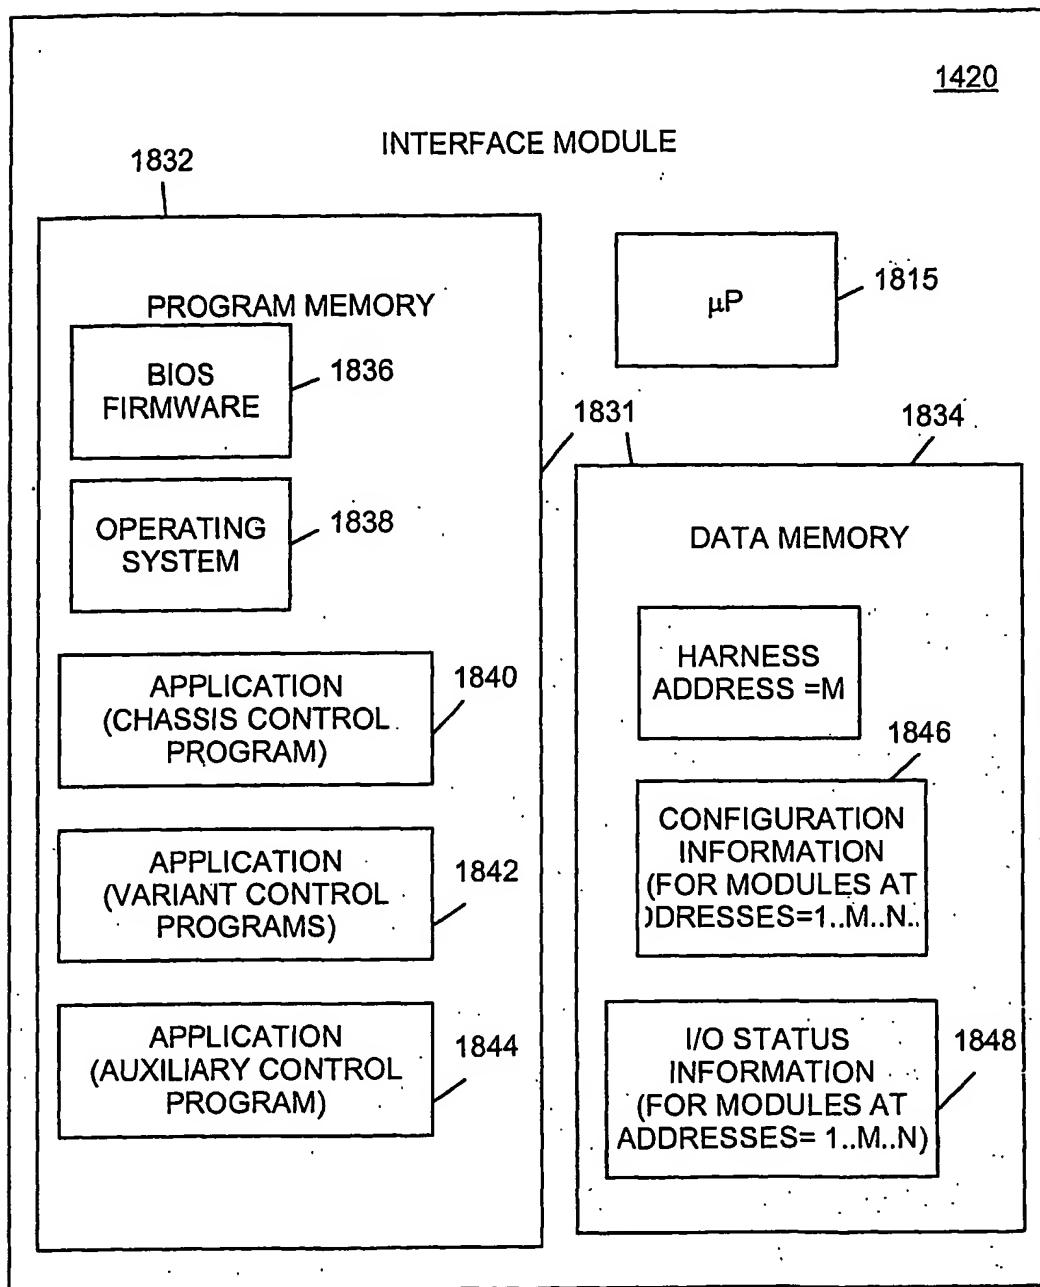 1420
INTERFACE MODULE
1832
PROGRAM MEMORY
BIOS
FIRMWARE
1836
OPERATING
SYSTEM
1838
APPLICATION
(CHASSIS CONTROL
PROGRAM)
1840
APPLICATION
(VARIANT CONTROL
PROGRAMS)
1842
APPLICATION
(AUXILIARY CONTROL
PROGRAM)
1844
μP
1815
1831
1834
DATA MEMORY
HARNESS
ADDRESS =M
1846
CONFIGURATION
INFORMATION
(FOR MODULES AT
DDRESSES=1..M..N..
I/O STATUS
INFORMATION
(FOR MODULES AT
ADDRESSES= 1..M..N)
1848